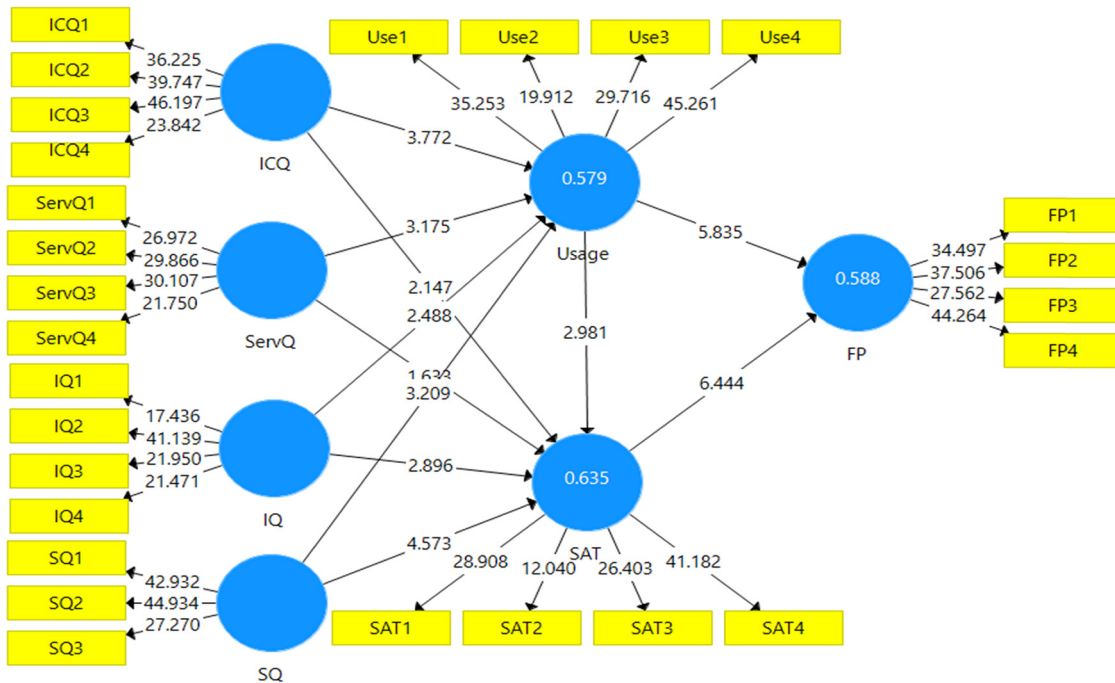 ICQ1
ICQ2
ICQ3
ICQ4
36.225
39.747
46.197
23.842
ICQ
ServQ1
ServQ2
ServQ3
ServQ4
26.972
29.866
30.107
21.750
ServQ
IQ1
IQ2
IQ3
IQ4
17.436
41.139
21.950
21.471
IQ
SQ1
SQ2
SQ3
42.932
44.934
27.270
SQ
3.772
3.175
2.147
2.488
1.633
3.209
2.896
4.573
Use1
Use2
Use3
Use4
35.253
19.912
29.716
45.261
0.579
Usage
2.981
0.635
SAT
28.908
12.040
26.403
41.182
SAT1
SAT2
SAT3
SAT4
5.835
6.444
0.588
FP
34.497
37.506
27.562
44.264
FP1
FP2
FP3
FP4